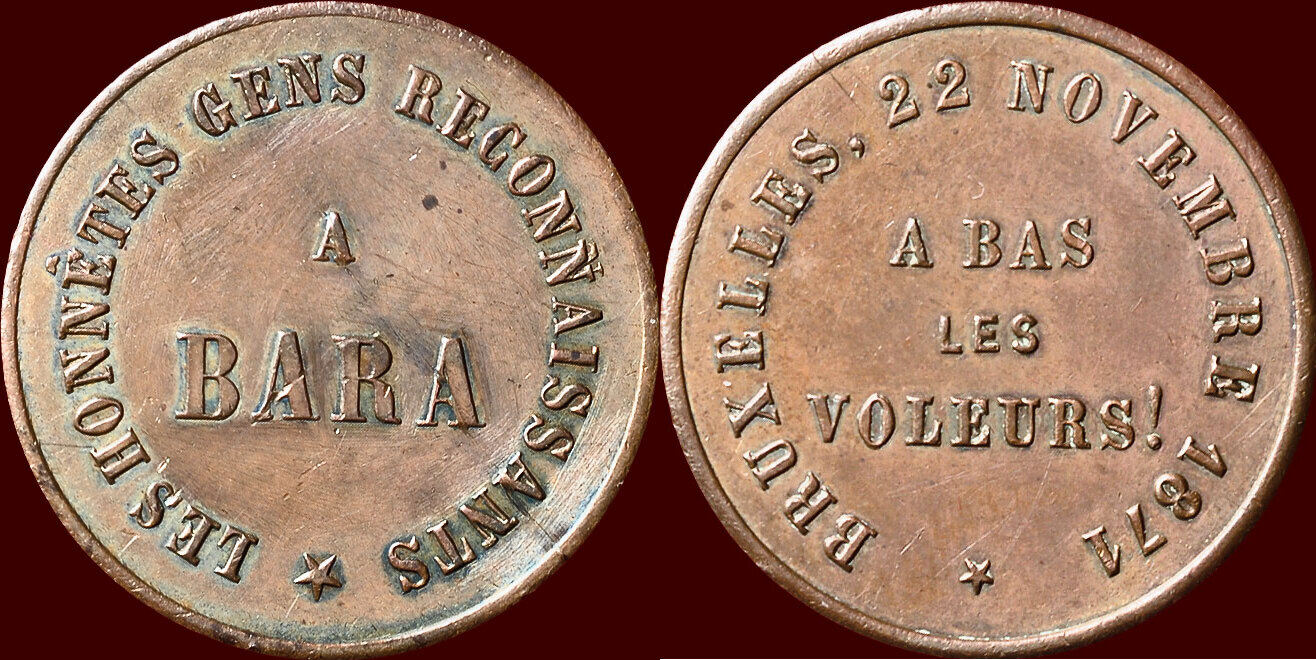 LES HONNÊTES GENS RECONNAISSANTS
A
BARA
BRUXELLES, 22 NOVEMBRE 1871
A BAS
LES
VOLEURS!